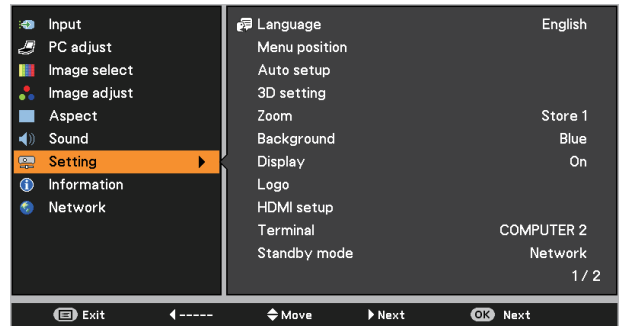 Input
PC adjust
Image select
Image adjust
Aspect
Sound
Setting
Information
Network
Language English
Menu position
Auto setup
3D setting
Zoom Store 1
Background Blue
Display On
Logo
HDMI setup
Terminal COMPUTER 2
Standby mode Network
1 / 2
Exit ----- Move Next OK Next